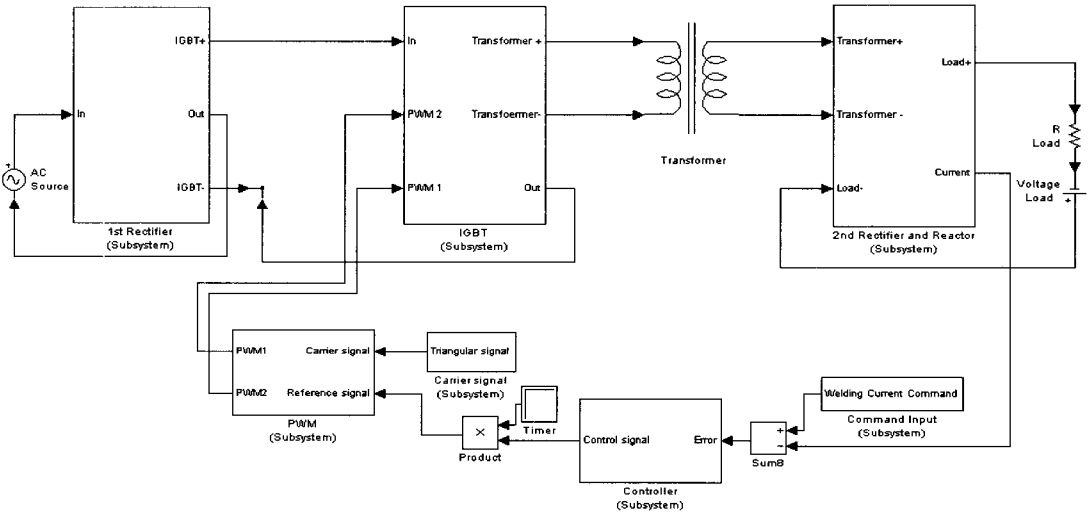 IGBT+
In
Out
IGBT-
+
AC
Source
1st Rectifier
(Subsystem)
In
Transformer +
PWM 2
Transfoermer-
PWM 1
Out
IGBT
(Subsystem)
Transformer
Transformer+
Load+
Transformer -
Current
Load-
2nd Rectifier and Reactor
(Subsystem)
R
Load
Voltage
Load
+
PWM1
Carrier signal
PWM2
Reference signal
PWM
(Subsystem)
Triangular signal
Carrier signal
(Subsystem)
Timer
×
Product
Control signal
Error
Controller
(Subsystem)
+
−
Sum8
Welding Current Command
Command Input
(Subsystem)